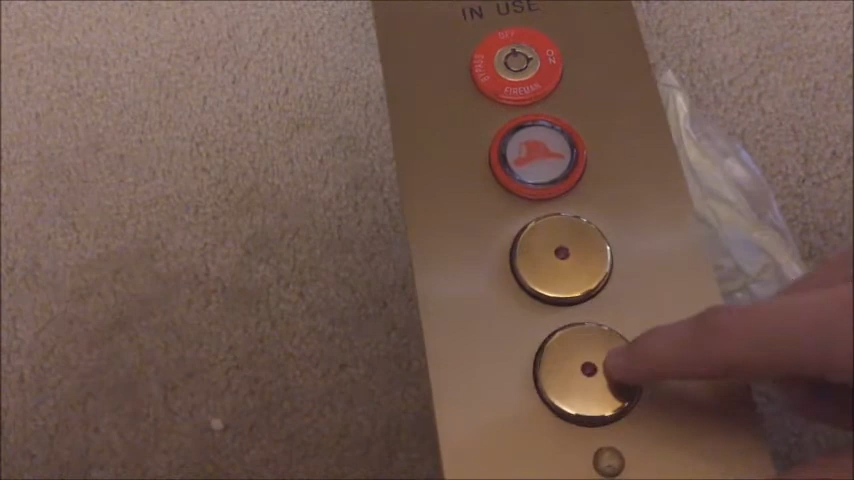 IN USE
OFF
BYPASS
ON
FIREMAN